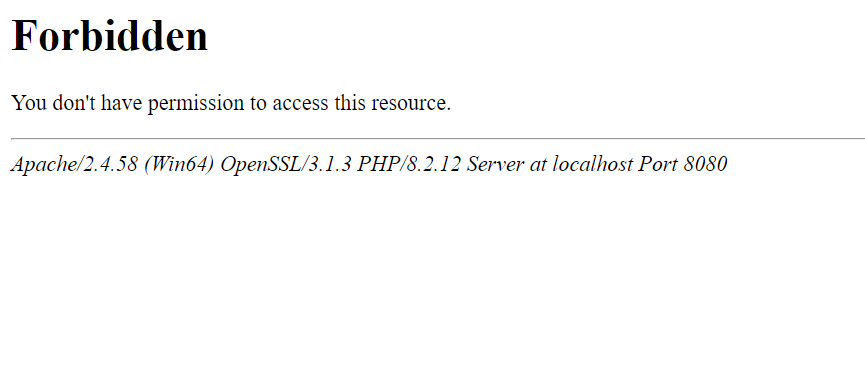 Forbidden
You don't have permission to access this resource.
Apache/2.4.58 (Win64) OpenSSL/3.1.3 PHP/8.2.12 Server at localhost Port 8080